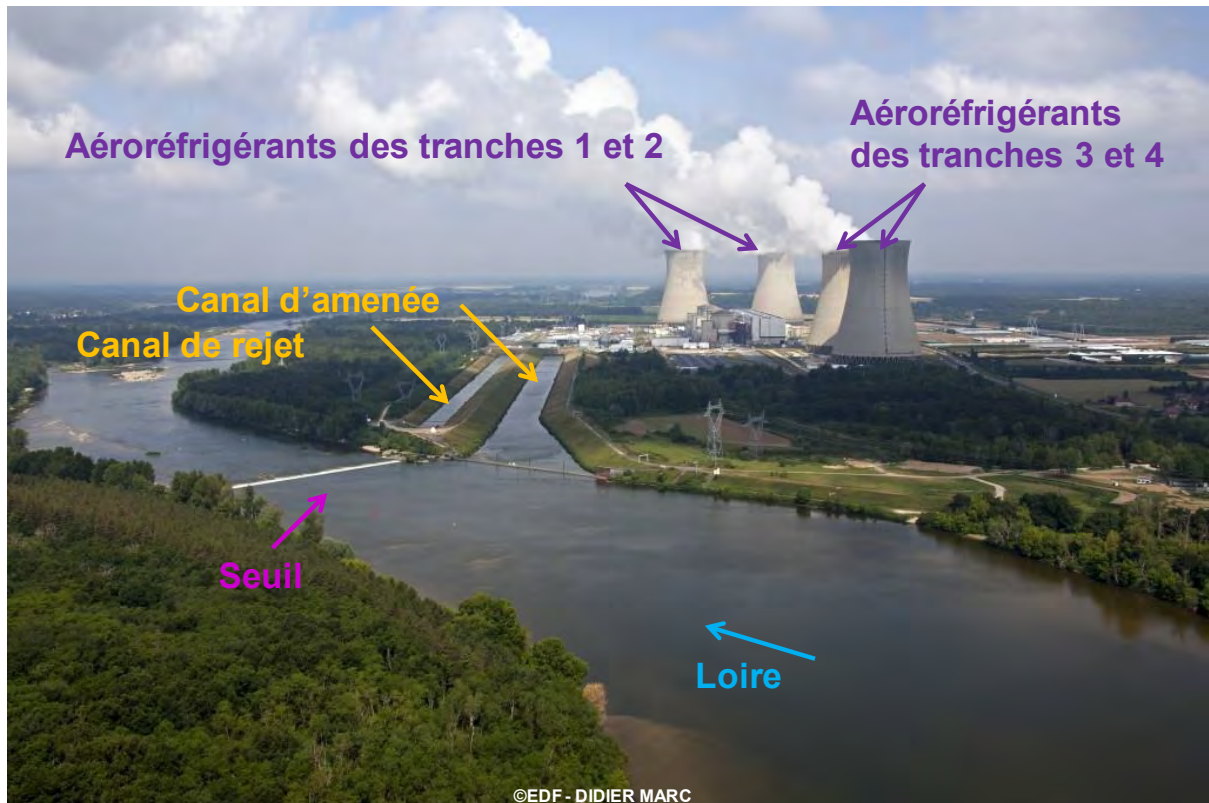 Aéroréfrigérants des tranches 1 et 2
Aéroréfrigérants
des tranches 3 et 4
Canal d’amenée
Canal de rejet
Seuil
Loire
©EDF - DIDIER MARC